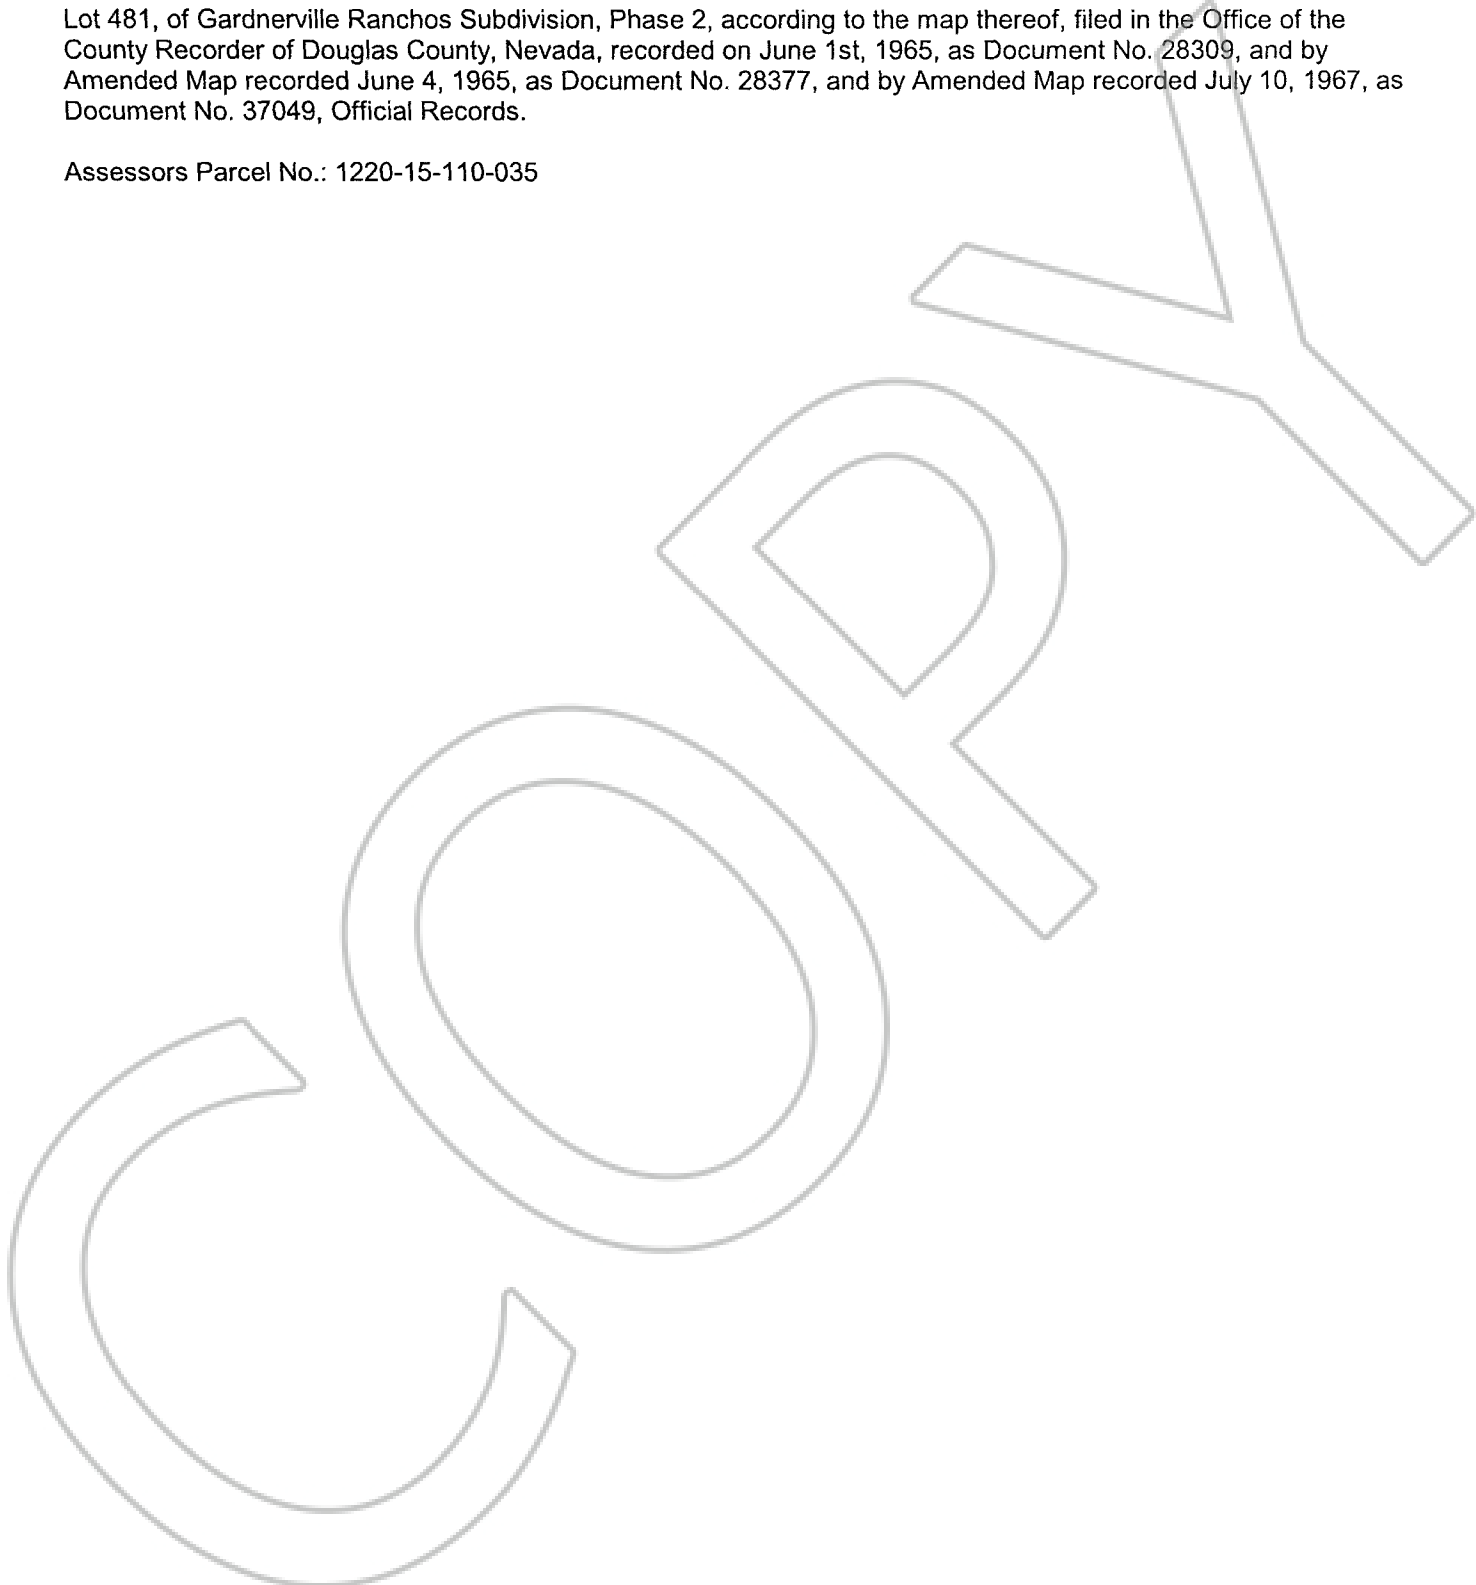 Lot 481, of Gardnerville Ranchos Subdivision, Phase 2, according to the map thereof, filed in the Office of the
County Recorder of Douglas County, Nevada, recorded on June 1st, 1965, as Document No. 28309, and by
Amended Map recorded June 4, 1965, as Document No. 28377, and by Amended Map recorded July 10, 1967, as
Document No. 37049, Official Records.
Assessors Parcel No.: 1220-15-110-035
COPY